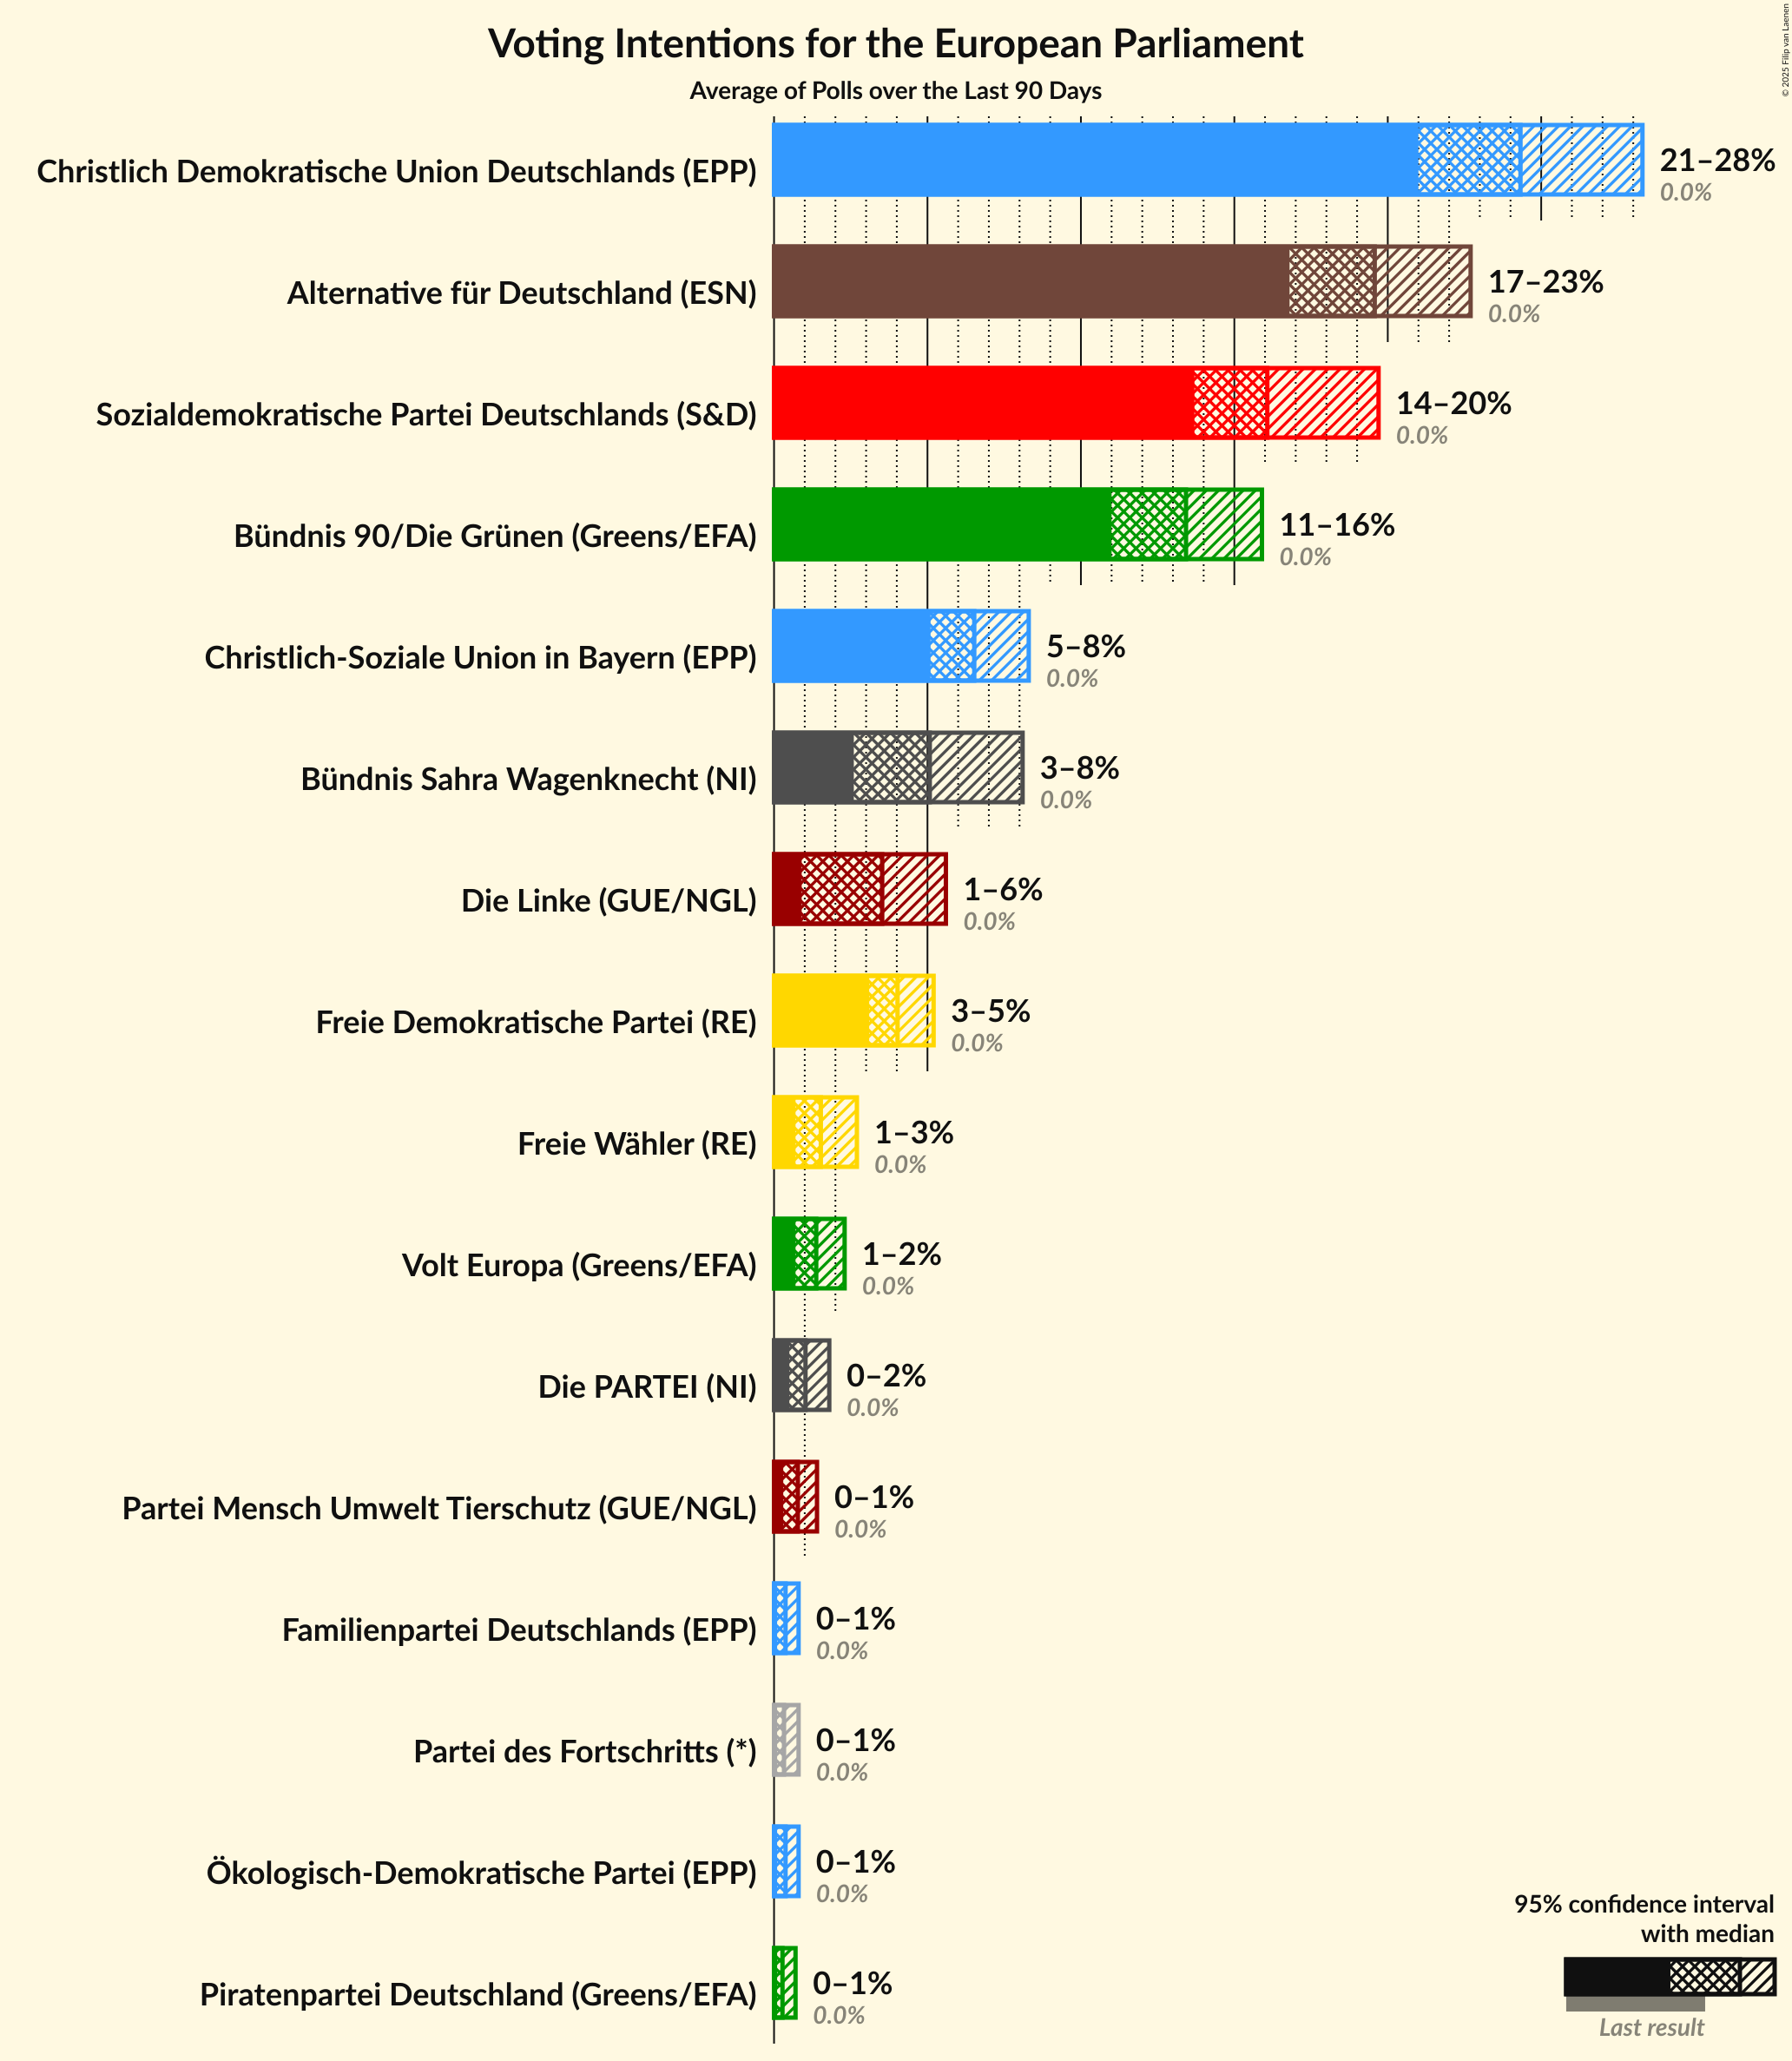 Voting Intentions for the European Parliament
Average of Polls over the Last 90 Days
© 2025 Filip van Laenen
Christlich Demokratische Union Deutschlands (EPP)
21–28%
0.0%
Alternative für Deutschland (ESN)
17–23%
0.0%
Sozialdemokratische Partei Deutschlands (S&D)
14–20%
0.0%
Bündnis 90/Die Grünen (Greens/EFA)
11–16%
0.0%
Christlich-Soziale Union in Bayern (EPP)
5–8%
0.0%
Bündnis Sahra Wagenknecht (NI)
3–8%
0.0%
Die Linke (GUE/NGL)
1–6%
0.0%
Freie Demokratische Partei (RE)
3–5%
0.0%
Freie Wähler (RE)
1–3%
0.0%
Volt Europa (Greens/EFA)
1–2%
0.0%
Die PARTEI (NI)
0–2%
0.0%
Partei Mensch Umwelt Tierschutz (GUE/NGL)
0–1%
0.0%
Familienpartei Deutschlands (EPP)
0–1%
0.0%
Partei des Fortschritts (*)
0–1%
0.0%
Ökologisch-Demokratische Partei (EPP)
0–1%
0.0%
Piratenpartei Deutschland (Greens/EFA)
0–1%
0.0%
95% confidence interval
with median
Last result